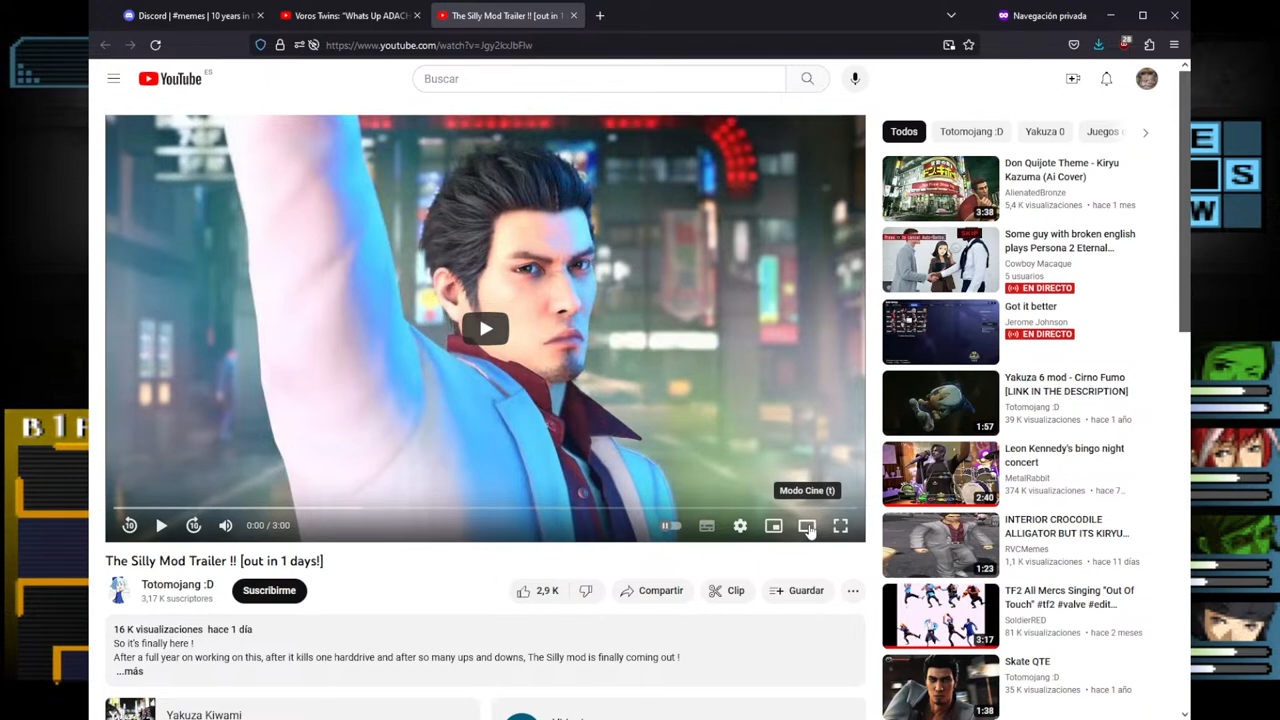 Discord | #memes | 10 years in t
Voros Twins: "Whats Up ADACH
The Silly Mod Trailer !! [out in 1
Navegación privada
https://www.youtube.com/watch?v=Jgy2kxJbFlw
28
YouTube
ES
Buscar
Todos
Totomojang :D
Yakuza 0
Juegos
3:38
Don Quijote Theme - Kiryu
Kazuma (Ai Cover)
AlienatedBronze
5,4 K visualizaciones • hace 1 mes
SKIP
Some guy with broken english
plays Persona 2 Eternal...
Cowboy Macaque
5 usuarios
EN DIRECTO
Got it better
Jerome Johnson
EN DIRECTO
1:57
Yakuza 6 mod - Cirno Fumo
[LINK IN THE DESCRIPTION]
Totomojang :D
39 K visualizaciones • hace 1 año
2:40
Leon Kennedy's bingo night
concert
MetalRabbit
374 K visualizaciones • hace 7...
1:23
INTERIOR CROCODILE
ALLIGATOR BUT ITS KIRYU...
RVCMemes
1,1 K visualizaciones • hace 11 días
3:17
TF2 All Mercs Singing "Out Of
Touch" #tf2 #valve #edit...
SoldierRED
81 K visualizaciones • hace 2 meses
1:38
Skate QTE
Totomojang :D
35 K visualizaciones • hace 1 año
Modo Cine (t)
10
10
0:00 / 3:00
The Silly Mod Trailer !! [out in 1 days!]
Totomojang :D
3,17 K suscriptores
Suscribirme
2,9 K
Compartir
Clip
Guardar
16 K visualizaciones hace 1 día
So it's finally here !
After a full year on working on this, after it kills one harddrive and after so many ups and downs, The Silly mod is finally coming out !
...más
Yakuza Kiwami
E
S
W